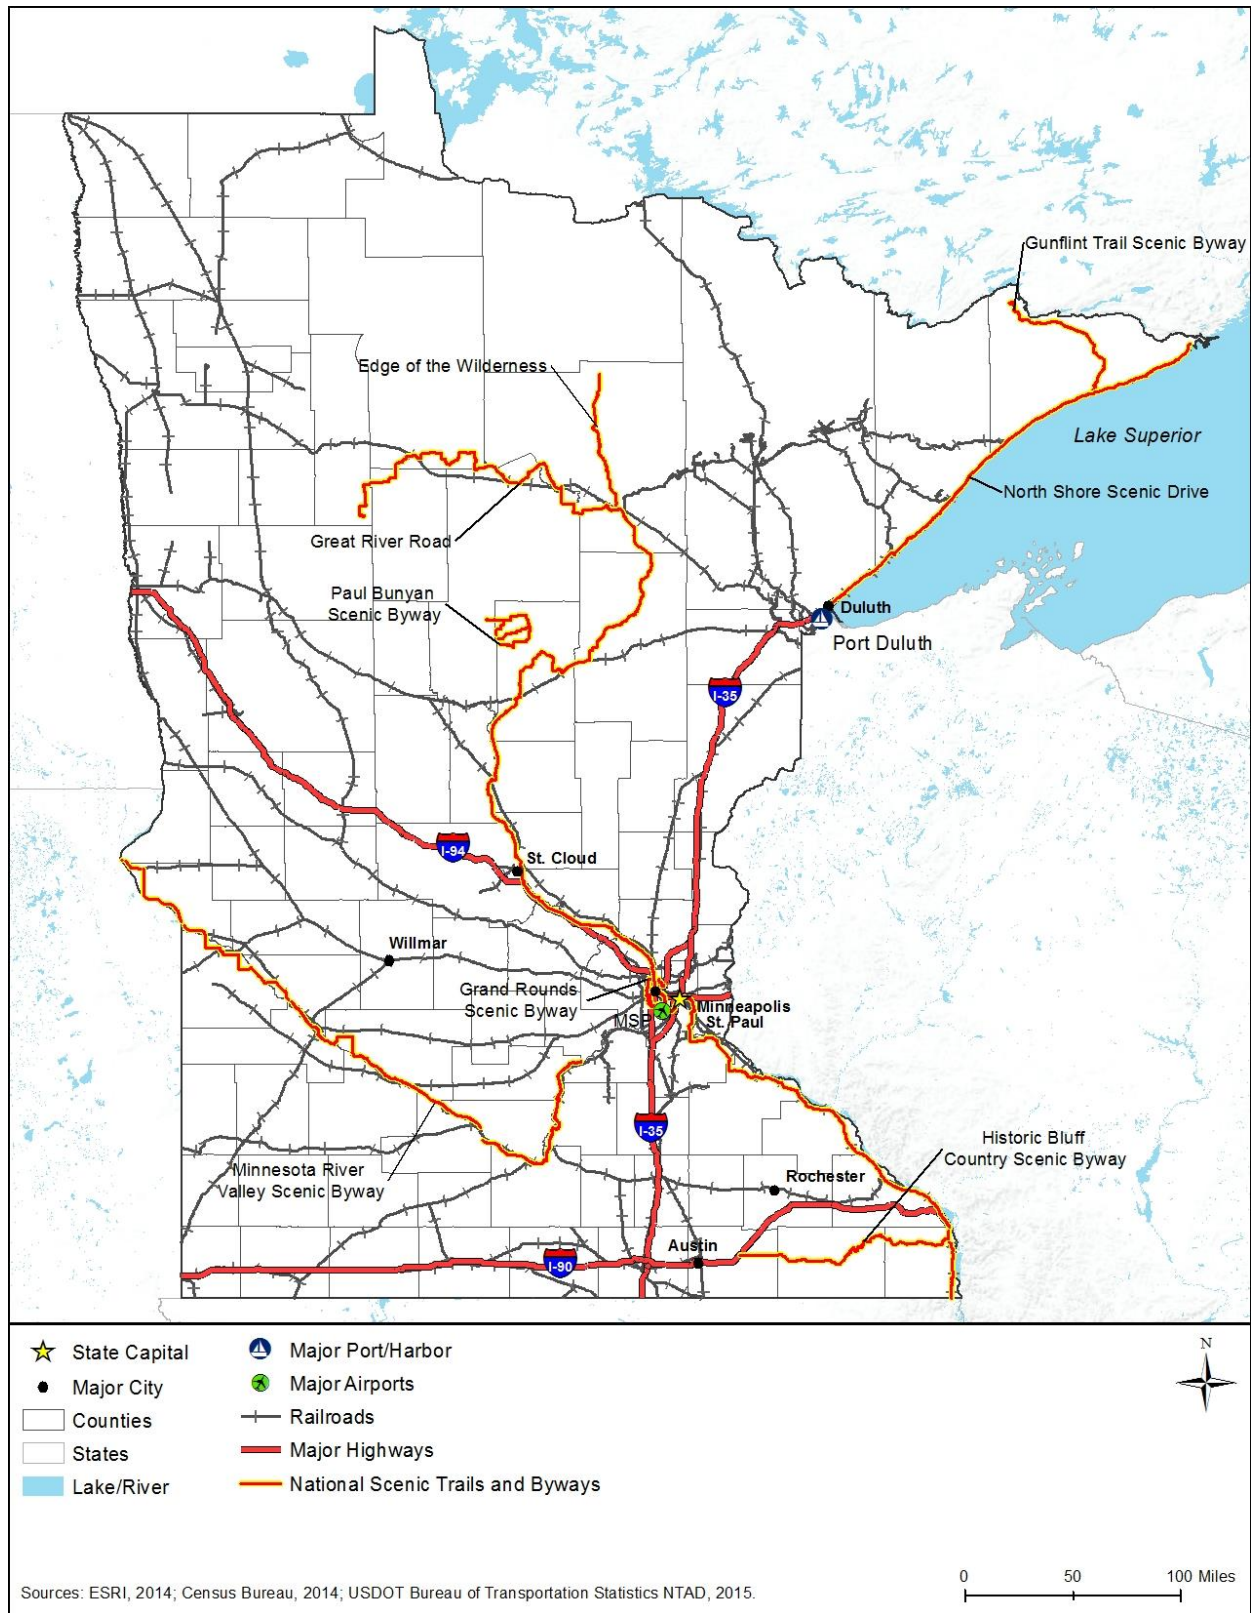 Gunflint Trail Scenic Byway
Edge of the Wilderness
Lake Superior
North Shore Scenic Drive
Great River Road
Paul Bunyan
Scenic Byway
Duluth
Port Duluth
I-35
I-94
St. Cloud
Willmar
Grand Rounds
Scenic Byway
MSP
Minneapolis
St. Paul
I-35
Historic Bluff
Country Scenic Byway
Minnesota River
Valley Scenic Byway
Rochester
Austin
I-90
State Capital
Major City
Counties
States
Lake/River
Major Port/Harbor
Major Airports
Railroads
Major Highways
National Scenic Trails and Byways
N
Sources: ESRI, 2014; Census Bureau, 2014; USDOT Bureau of Transportation Statistics NTAD, 2015.
0 50 100 Miles